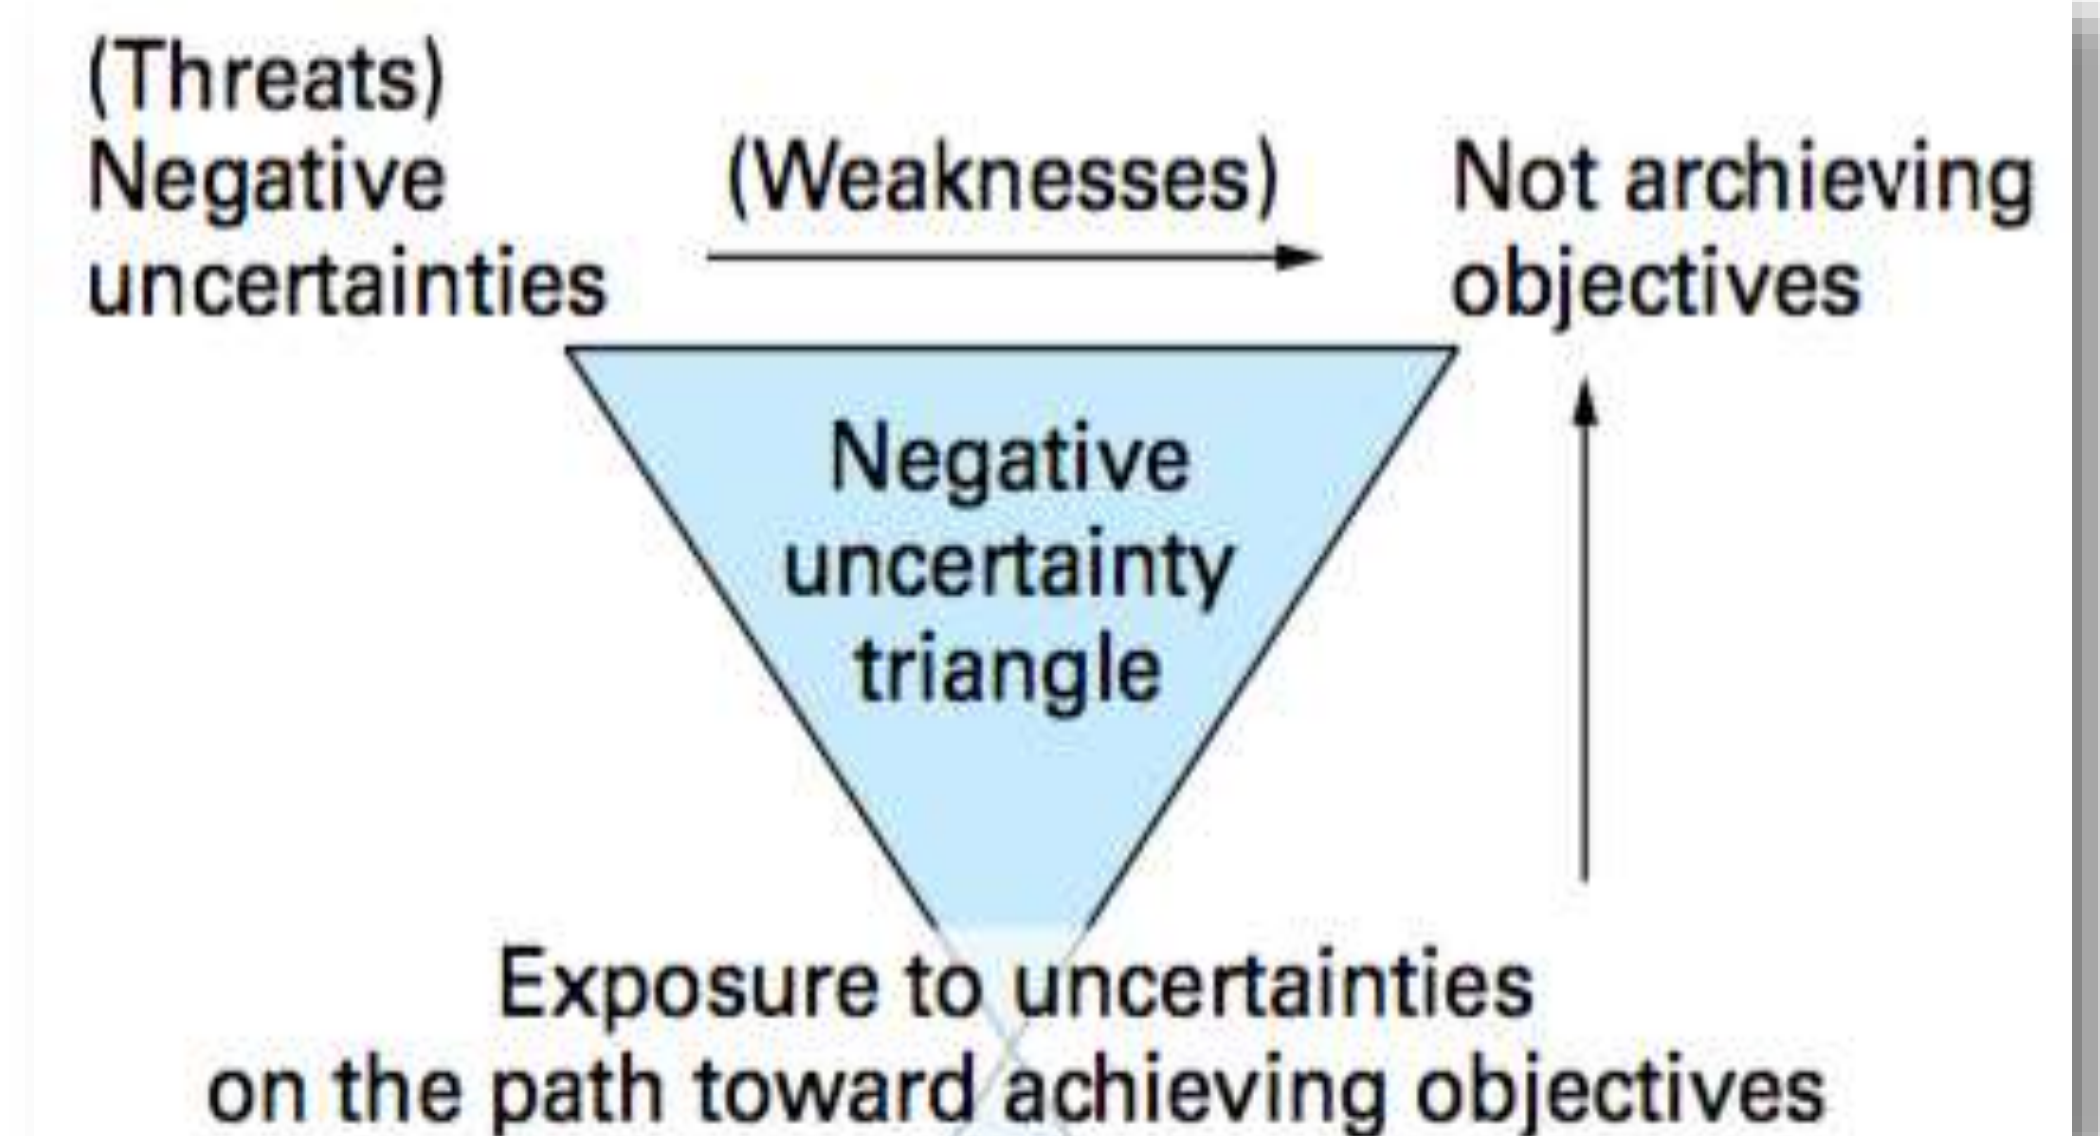 (Threats)
Negative
uncertainties
(Weaknesses)
Not archieving
objectives
Negative
uncertainty
triangle
Exposure to uncertainties
on the path toward achieving objectives